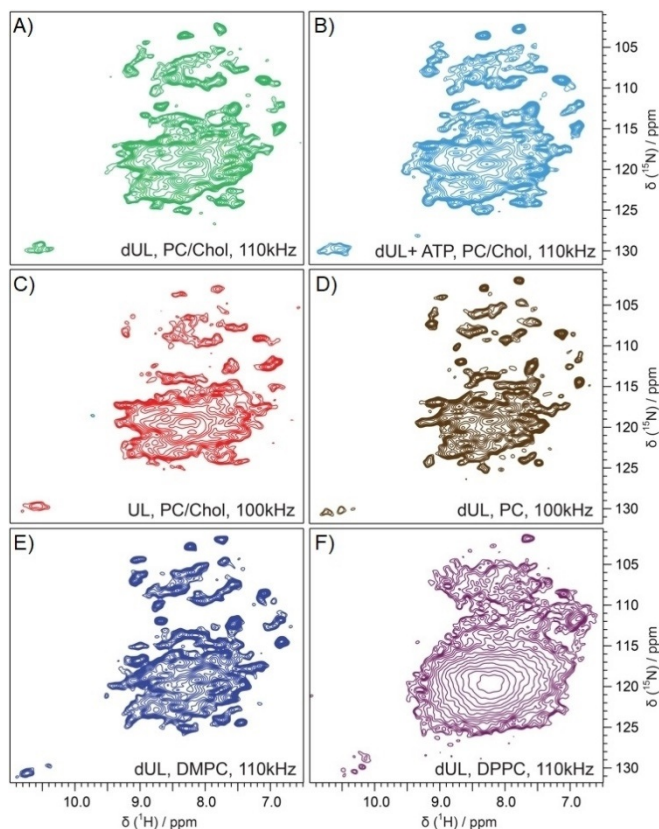 A)
B)
105
110
115
120
125
130
δ (¹⁵N) / ppm
dUL, PC/Chol, 110kHz
dUL+ ATP, PC/Chol, 110kHz
C)
D)
105
110
115
120
125
130
δ (¹⁵N) / ppm
UL, PC/Chol, 100kHz
dUL, PC, 100kHz
E)
F)
105
110
115
120
125
130
δ (¹⁵N) / ppm
dUL, DMPC, 110kHz
dUL, DPPC, 110kHz
10.0 9.0 8.0 7.0 10.0 9.0 8.0 7.0
δ (¹H) / ppm δ (¹H) / ppm